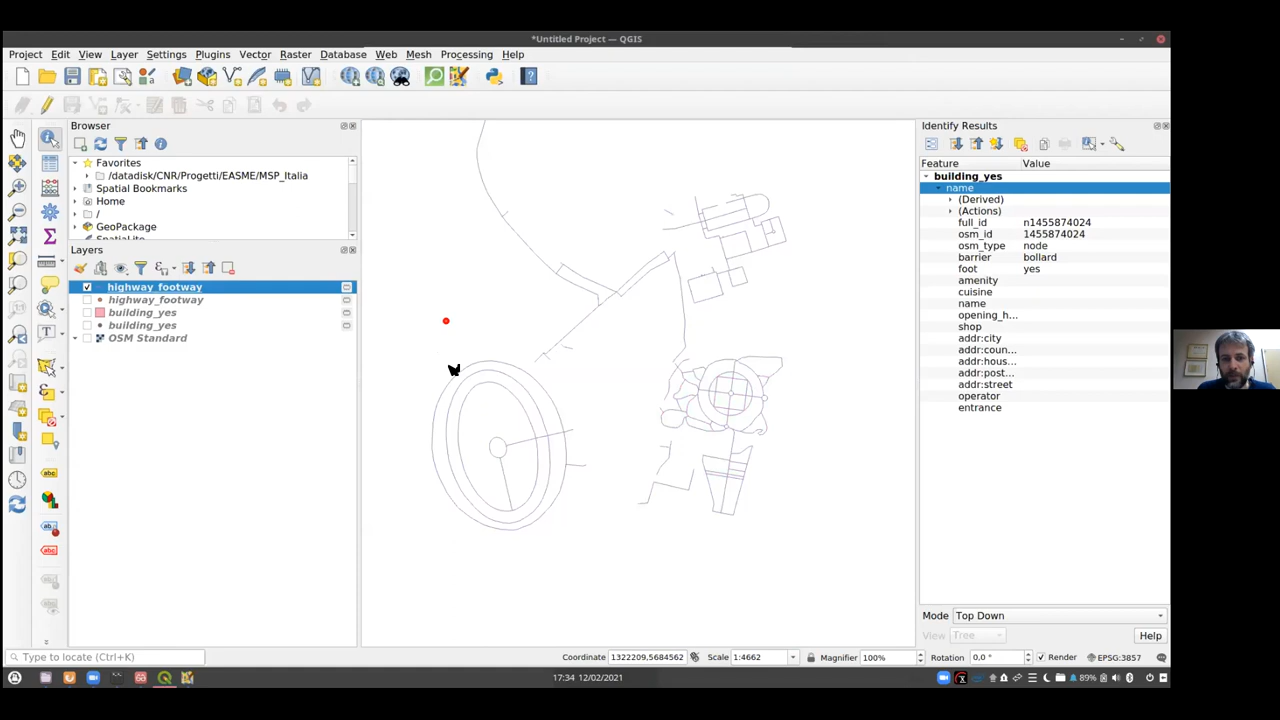 *Untitled Project — QGIS
Project Edit View Layer Settings Plugins Vector Raster Database Web Mesh Processing Help
Browser
Favorites
/datadisk/CNR/Progetti/EASME/MSP_Italia
Spatial Bookmarks
Home
/
GeoPackage
SpatiaLite
Layers
highway_footway
highway_footway
building_yes
building_yes
OSM Standard
Identify Results
Feature Value
building_yes
name
(Derived)
(Actions)
full_id n1455874024
osm_id 1455874024
osm_type node
barrier bollard
foot yes
amenity
cuisine
name
opening_h...
shop
addr:city
addr:coun...
addr:hous...
addr:post...
addr:street
operator
entrance
Mode Top Down
View Tree Help
Type to locate (Ctrl+K) Coordinate 1322209,5684562 Scale 1:4662 Magnifier 100% Rotation 0,0 ° Render EPSG:3857
17:34 12/02/2021 89%